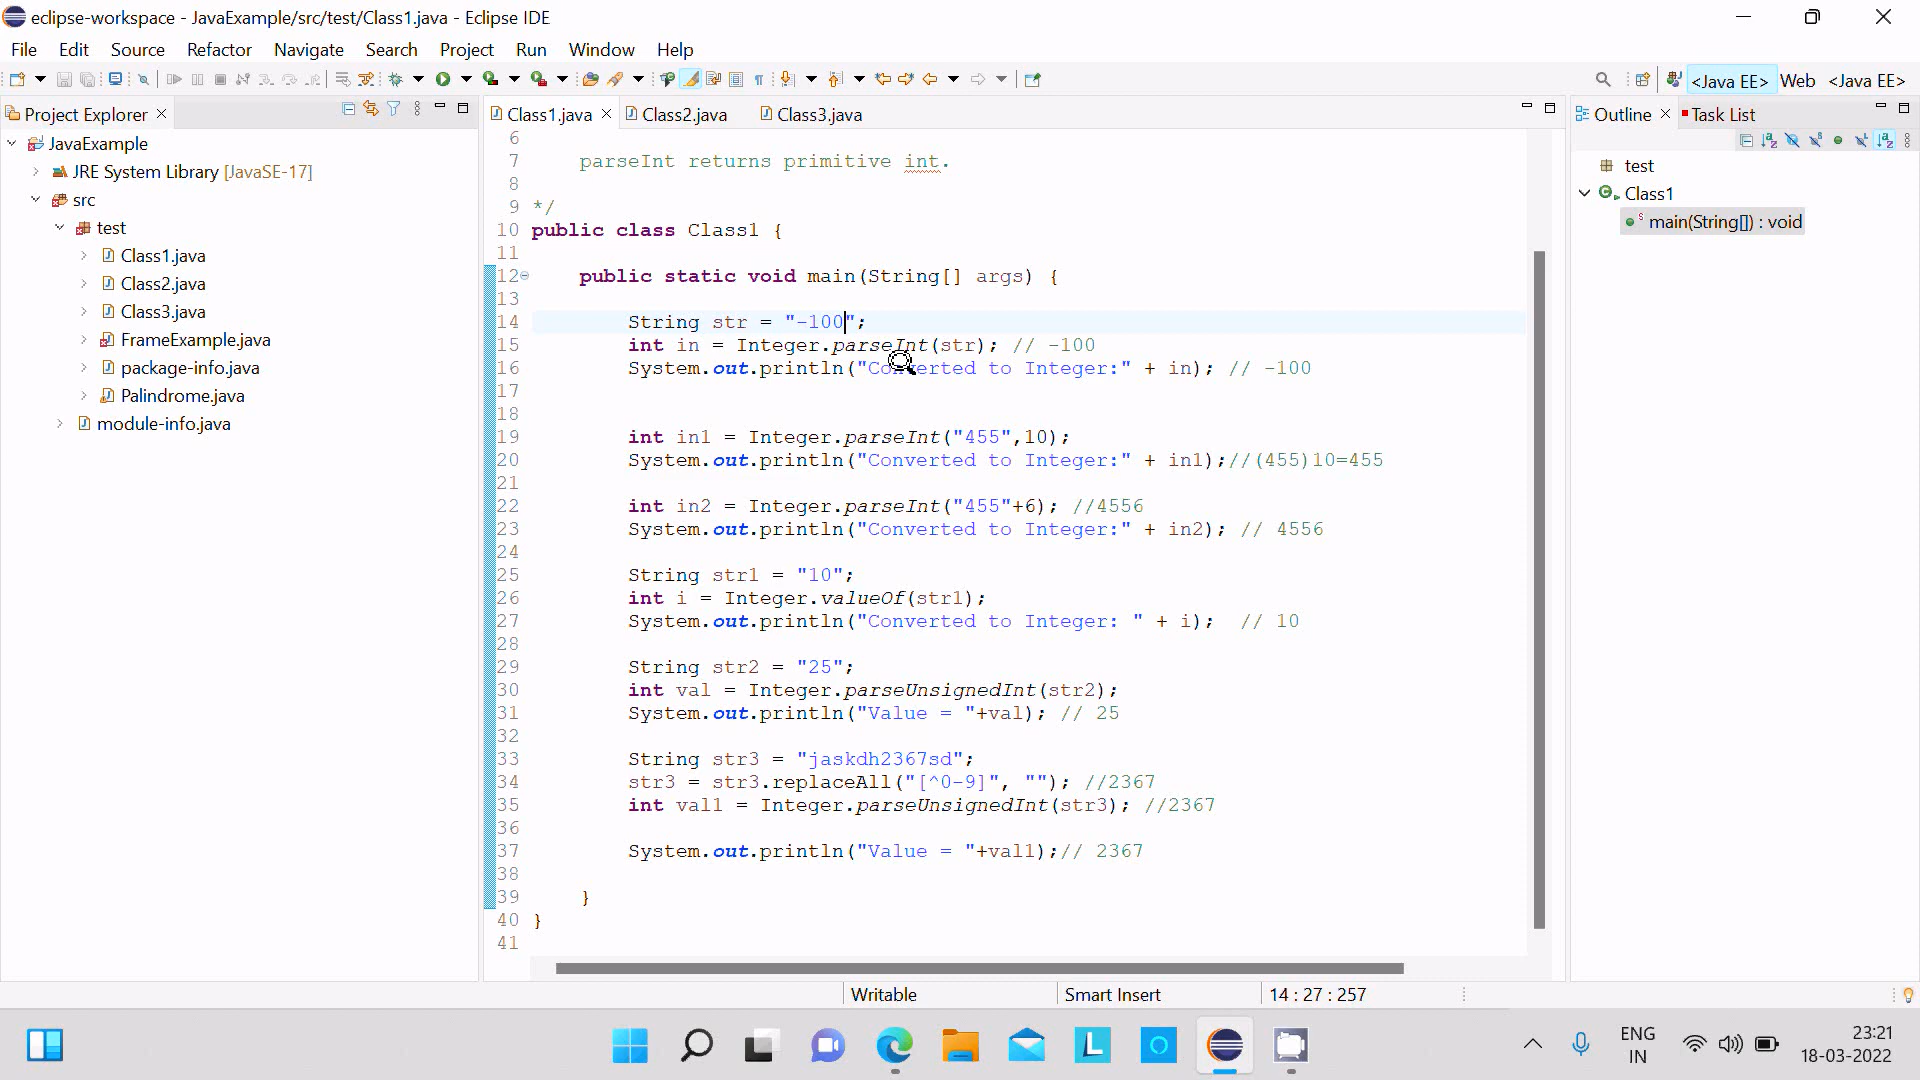 eclipse-workspace - JavaExample/src/test/Class1.java - Eclipse IDE
File Edit Source Refactor Navigate Search Project Run Window Help
<Java EE> Web <Java EE>
Project Explorer
JavaExample
JRE System Library [JavaSE-17]
src
test
Class1.java
Class2.java
Class3.java
FrameExample.java
package-info.java
Palindrome.java
module-info.java
Class1.java Class2.java Class3.java
6
7 parseInt returns primitive int.
8
9 */
10 public class Class1 {
11
12 public static void main(String[] args) {
13
14 String str = "-100";
15 int in = Integer.parseInt(str); // -100
16 System.out.println("Converted to Integer:" + in); // -100
17
18
19 int in1 = Integer.parseInt("455",10);
20 System.out.println("Converted to Integer:" + in1);//(455)10=455
21
22 int in2 = Integer.parseInt("455"+6); //4556
23 System.out.println("Converted to Integer:" + in2); // 4556
24
25 String str1 = "10";
26 int i = Integer.valueOf(str1);
27 System.out.println("Converted to Integer: " + i); // 10
28
29 String str2 = "25";
30 int val = Integer.parseUnsignedInt(str2);
31 System.out.println("Value = "+val); // 25
32
33 String str3 = "jaskdh2367sd";
34 str3 = str3.replaceAll("[^0-9]", ""); //2367
35 int val1 = Integer.parseUnsignedInt(str3); //2367
36
37 System.out.println("Value = "+val1);// 2367
38
39 }
40 }
41
Outline Task List
test
Class1
main(String[]) : void
Writable Smart Insert 14 : 27 : 257
ENG
IN
23:21
18-03-2022